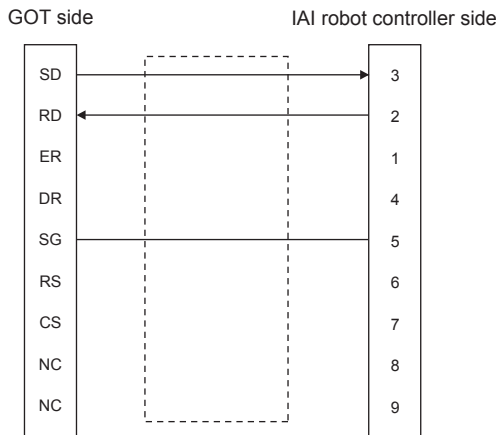 GOT side IAI robot controller side
SD 3
RD 2
ER 1
DR 4
SG 5
RS 6
CS 7
NC 8
NC 9